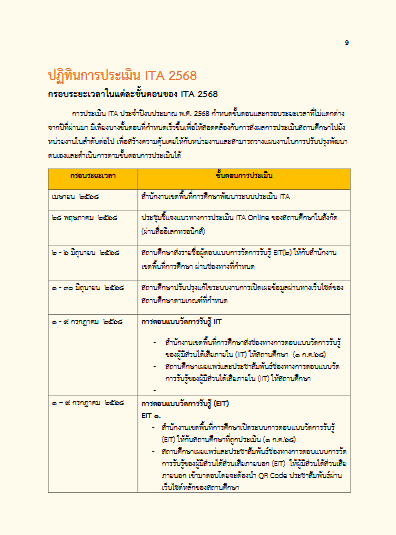 9
ปฏิทินการประเมิน ITA 2568
กรอบระยะเวลาในแต่ละขั้นตอนของ ITA 2568
การประเมิน ITA ประจำปีงบประมาณ พ.ศ. 2568 กำหนดขั้นตอนและกรอบระยะเวลาที่ไม่แตกต่าง
จากปีที่ผ่านมา มีเพียงบางขั้นตอนที่กำหนดเร็วขึ้นเพื่อให้สอดคล้องกับการส่งผลการประเมินสถานศึกษาไปยัง
หน่วยงานในลำดับต่อไป เพื่อสร้างความคุ้นเคยให้กับหน่วยงานและสามารถวางแผนงานในการปรับปรุงพัฒนา
ตนเองและดำเนินการตามขั้นตอนการประเมินได้
กรอบระยะเวลา ขั้นตอนการประเมิน
เมษายน ๒๕๖๘ สำนักงานเขตพื้นที่การศึกษาพัฒนาระบบประเมิน ITA
๒๘ พฤษภาคม ๒๕๖๘ ประชุมชี้แจงแนวทางการประเมิน ITA Online ของสถานศึกษาในสังกัด
(ผ่านสื่ออิเลกทรอนิกส์)
๒ - ๖ มิถุนายน ๒๕๖๘ สถานศึกษาส่งรายชื่อผู้ตอบแบบการวัดการรับรู้ EIT(๒) ให้กับสำนักงาน
เขตพื้นที่การศึกษา ผ่านช่องทางที่กำหนด
๑ - ๓๐ มิถุนายน ๒๕๖๘ สถานศึกษาปรับปรุงแก้ไขระบบงานการเปิดเผยข้อมูลผ่านทางเว็บไซต์ของ
สถานศึกษาตามเกณฑ์ที่กำหนด
๑ - ๙ กรกฎาคม ๒๕๖๘ การตอบแบบวัดการรับรู้ IIT
- สำนักงานเขตพื้นที่การศึกษาส่งช่องทางการตอบแบบวัดการรับรู้
ของผู้มีส่วนได้เสียภายใน (IIT) ให้สถานศึกษา (๑ ก.ค.๖๘)
- สถานศึกษาเผยแพร่และประชาสัมพันธ์ช่องทางการตอบแบบวัด
การรับรู้ของผู้มีส่วนได้เสียภายใน (IIT) ให้สถานศึกษา
-
๑ – ๙ กรกฎาคม ๒๕๖๘ การตอบแบบวัดการรับรู้ (EIT)
EIT ๑.
- สำนักงานเขตพื้นที่การศึกษาเปิดระบบการตอบแบบวัดการรับรู้
(EIT) ให้กับสถานศึกษาที่ถูกประเมิน (๑ ก.ค.๖๘)
- สถานศึกษาเผยแพร่และประชาสัมพันธ์ช่องทางการตอบแบบการวัด
การรับรู้ของผู้มีส่วนได้ส่วนเสียภายนอก (EIT) ให้ผู้มีส่วนได้ส่วนเสีย
ภายนอก เข้ามาตอบโดยจะต้องนำ QR Code ประชาสัมพันธ์ผ่าน
เว็บไซต์หลักของสถานศึกษา